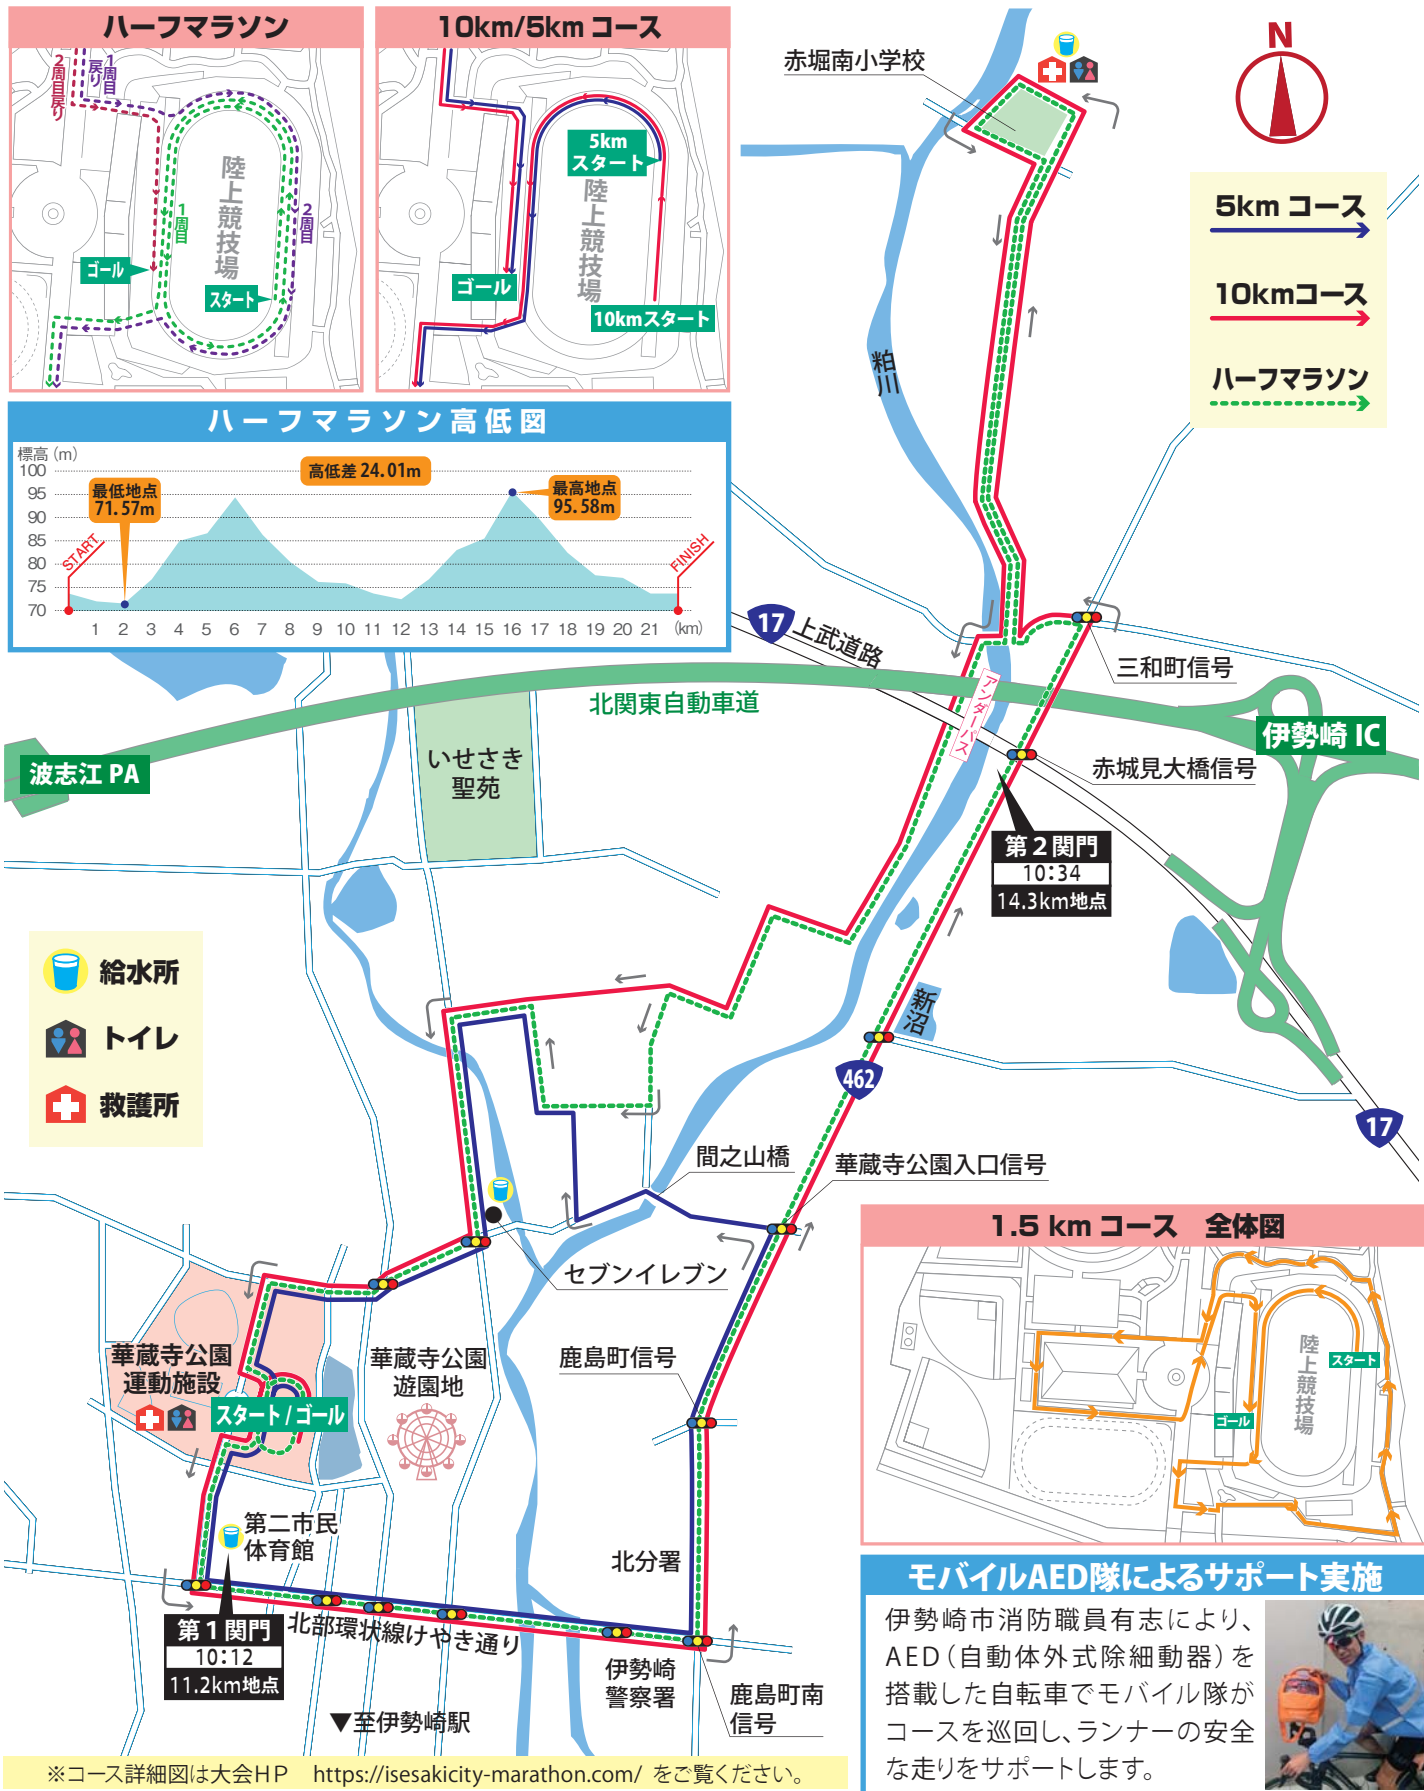 ハーフマラソン
2周目戻り
1周目戻り
陸上競技場
1周目
2周目
ゴール
スタート
10km/5km コース
5km
スタート
陸上競技場
ゴール
10kmスタート
ハーフマラソン高低図
標高(m)
高低差 24.01m
最低地点
71.57m
最高地点
95.58m
START
FINISH
100
95
90
85
80
75
70
1 2 3 4 5 6 7 8 9 10 11 12 13 14 15 16 17 18 19 20 21 (km)
赤堀南小学校
N
5km コース
10kmコース
ハーフマラソン
粕川
17
上武道路
三和町信号
北関東自動車道
アンダーパス
伊勢崎 IC
波志江 PA
いせさき
聖苑
赤城見大橋信号
第2関門
10:34
14.3km地点
給水所
トイレ
救護所
新沼
462
17
間之山橋
華蔵寺公園入口信号
セブンイレブン
華蔵寺公園
運動施設
華蔵寺公園
遊園地
鹿島町信号
スタート / ゴール
第二市民
体育館
北分署
第1関門
10:12
11.2km地点
北部環状線けやき通り
伊勢崎
警察署
鹿島町南
信号
▼至伊勢崎駅
1.5 km コース 全体図
陸上競技場
スタート
ゴール
モバイルAED隊によるサポート実施
伊勢崎市消防職員有志により、
AED(自動体外式除細動器)を
搭載した自転車でモバイル隊が
コースを巡回し、ランナーの安全
な走りをサポートします。
※コース詳細図は大会HP https://isesakicity-marathon.com/ をご覧ください。